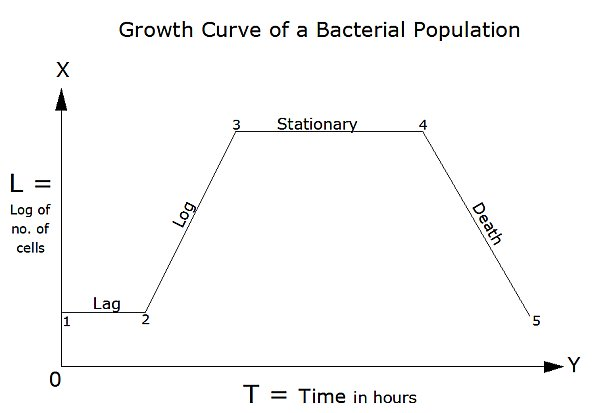 Growth Curve of a Bacterial Population
X
3
Stationary
4
L =
Log of
no. of
cells
Log
Death
Lag
1
2
5
0
Y
T = Time in hours